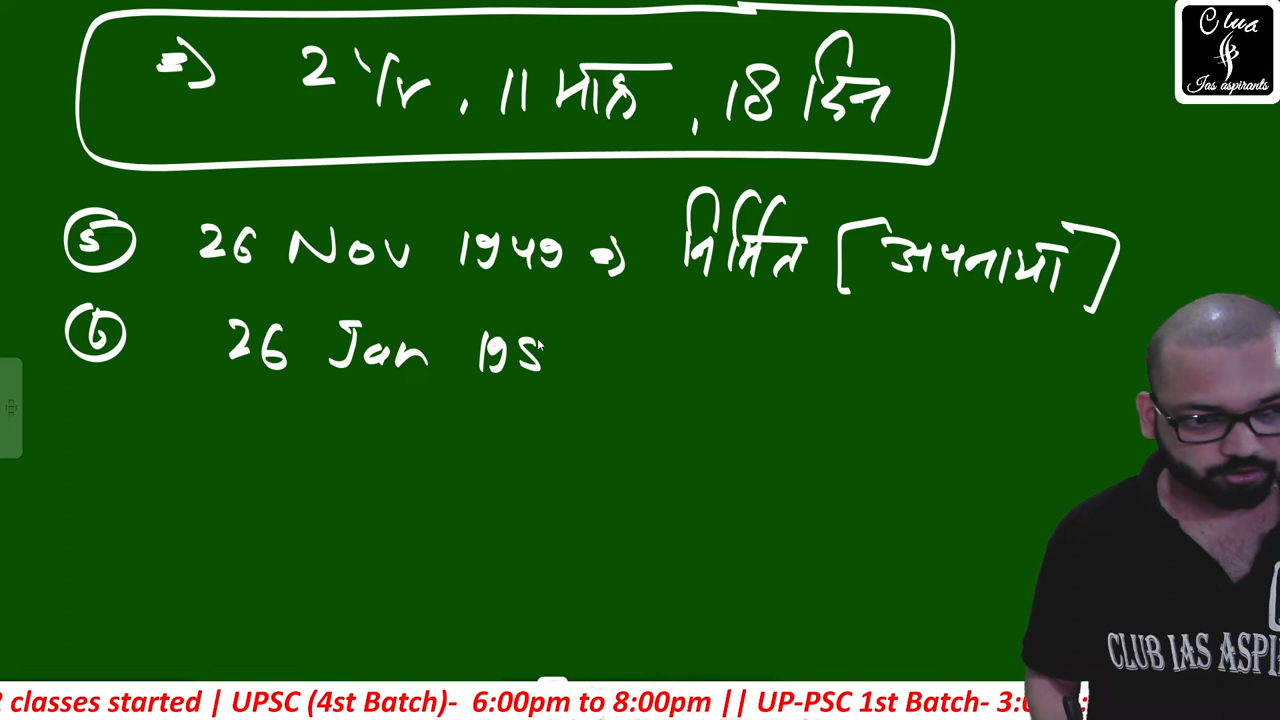 ⇒ 2 Yr, 11 माह, 18 दिन
⑤ 26 Nov 1949 ⇒ निर्मित [अपनाया]
⑥ 26 Jan 195
Club
Ias aspirants
CLUB IAS ASPI
2 classes started | UPSC (4st Batch)- 6:00pm to 8:00pm || UP-PSC 1st Batch- 3: